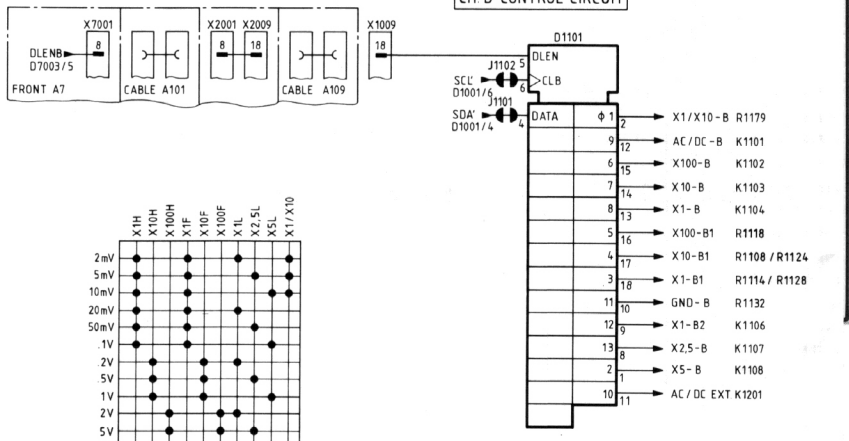 CH. B CONTROL CIRCUIT
X7001 X2001 X2009 X1009
8 8 18 18
DLENB
D7003/5
FRONT A7 CABLE A101 CABLE A109
D1101
5 DLEN
J1102
SCL' 6 CLB
D1001/6
J1101
SDA' 4 DATA
D1001/4
Φ 1 2 X1/X10-B R1179
9 12 AC/DC-B K1101
6 15 X100-B K1102
7 14 X10-B K1103
8 13 X1-B K1104
5 16 X100-B1 R1118
4 17 X10-B1 R1108/R1124
3 18 X1-B1 R1114/R1128
11 10 GND-B R1132
12 9 X1-B2 K1106
13 8 X2,5-B K1107
2 1 X5-B K1108
10 11 AC/DC EXT K1201
X1H X10H X100H X1F X10F X100F X1L X2,5L X5L X1/X10
2mV
5mV
10mV
20mV
50mV
.1V
.2V
.5V
1V
2V
5V